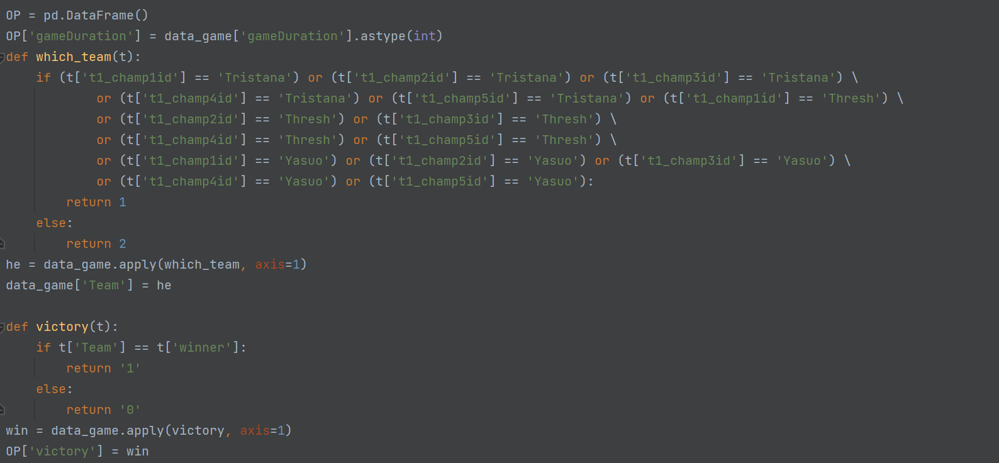 OP = pd.DataFrame()
OP['gameDuration'] = data_game['gameDuration'].astype(int)
def which_team(t):
    if (t['t1_champ1id'] == 'Tristana') or (t['t1_champ2id'] == 'Tristana') or (t['t1_champ3id'] == 'Tristana') \
            or (t['t1_champ4id'] == 'Tristana') or (t['t1_champ5id'] == 'Tristana') or (t['t1_champ1id'] == 'Thresh') \
            or (t['t1_champ2id'] == 'Thresh') or (t['t1_champ3id'] == 'Thresh') \
            or (t['t1_champ4id'] == 'Thresh') or (t['t1_champ5id'] == 'Thresh') \
            or (t['t1_champ1id'] == 'Yasuo') or (t['t1_champ2id'] == 'Yasuo') or (t['t1_champ3id'] == 'Yasuo') \
            or (t['t1_champ4id'] == 'Yasuo') or (t['t1_champ5id'] == 'Yasuo'):
        return 1
    else:
        return 2
he = data_game.apply(which_team, axis=1)
data_game['Team'] = he

def victory(t):
    if t['Team'] == t['winner']:
        return '1'
    else:
        return '0'
win = data_game.apply(victory, axis=1)
OP['victory'] = win